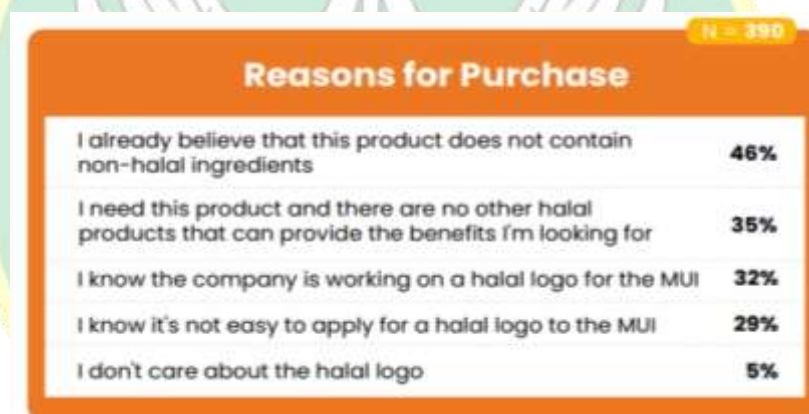 N = 390
Reasons for Purchase
I already believe that this product does not contain
non-halal ingredients
46%
I need this product and there are no other halal
products that can provide the benefits I'm looking for
35%
I know the company is working on a halal logo for the MUI 32%
I know it's not easy to apply for a halal logo to the MUI 29%
I don't care about the halal logo 5%